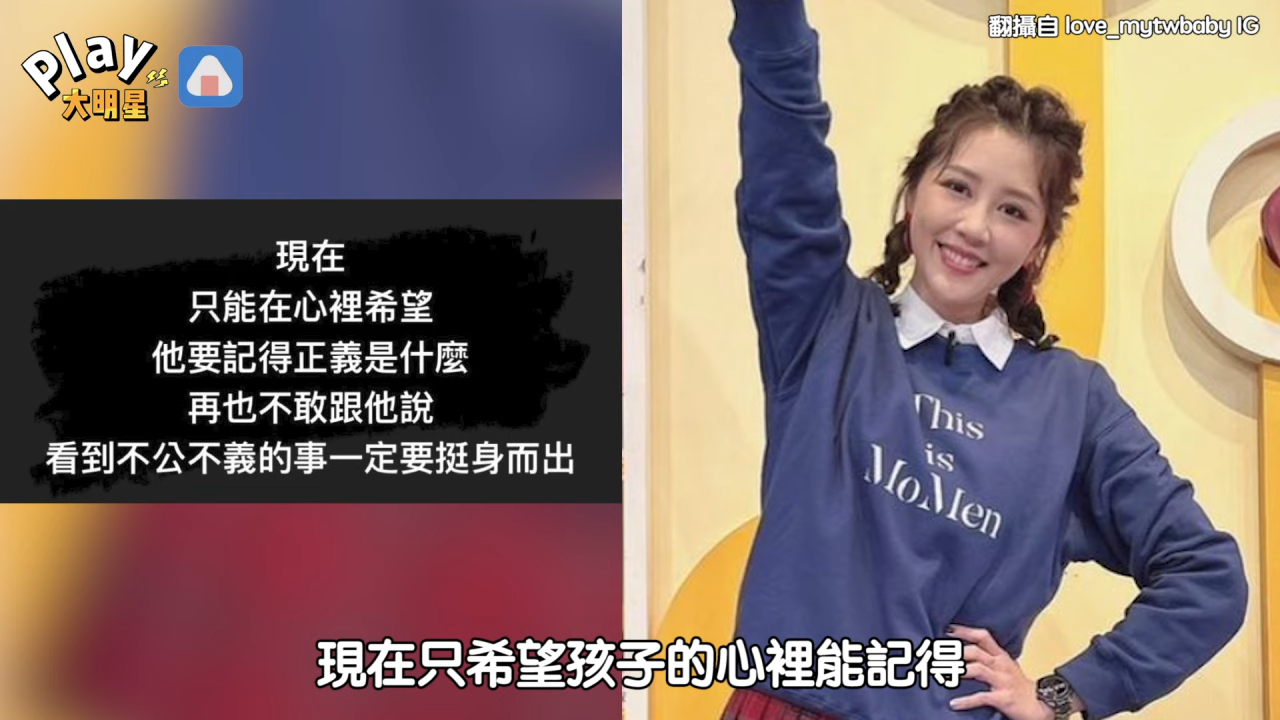 Play
大明星
翻攝自 love_mytwbaby IG
現在
只能在心裡希望
他要記得正義是什麼
再也不敢跟他說
看到不公不義的事一定要挺身而出
This
is
MoMen
現在只希望孩子的心裡能記得